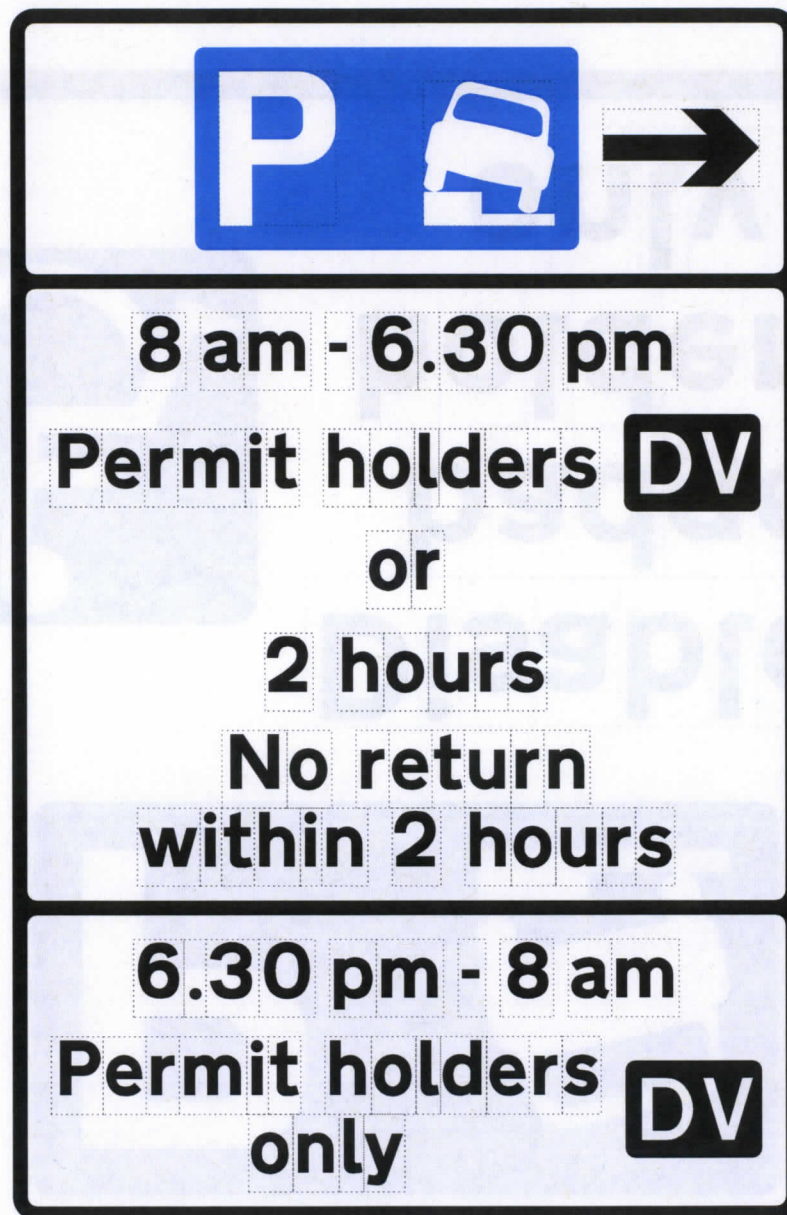 P
8 am - 6.30 pm
Permit holders DV
or
2 hours
No return
within 2 hours
6.30 pm - 8 am
Permit holders DV
only